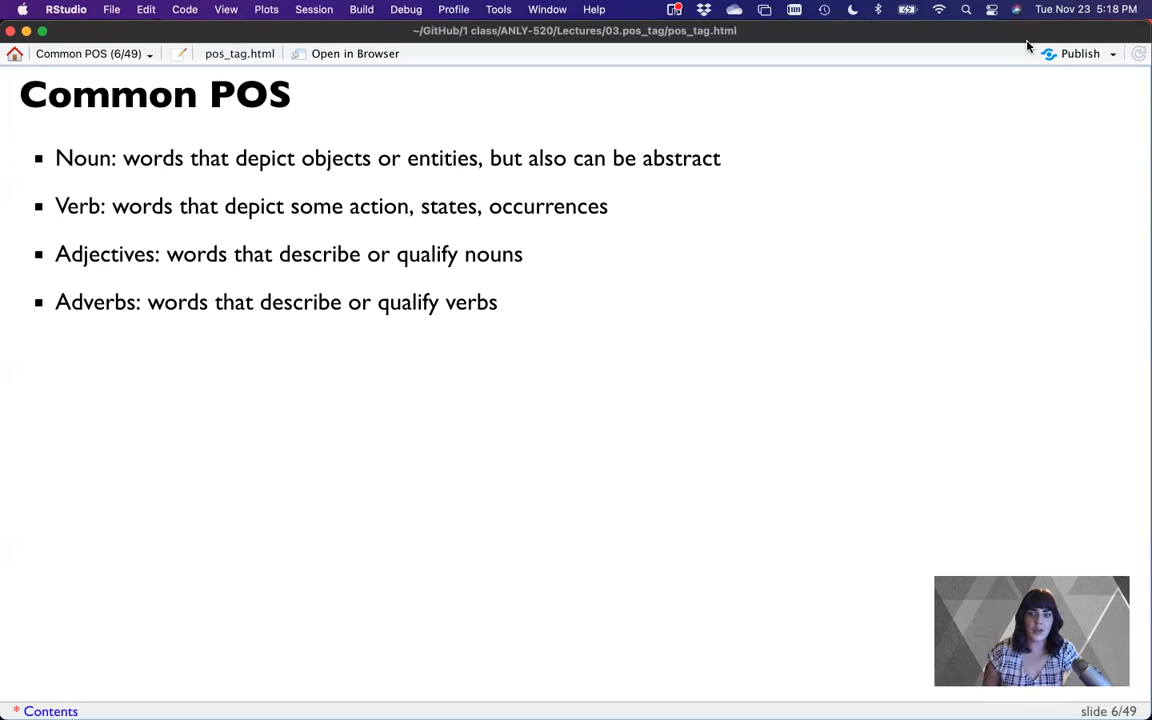 RStudio File Edit Code View Plots Session Build Debug Profile Tools Window Help Tue Nov 23 5:18 PM
~/GitHub/1 class/ANLY-520/Lectures/03.pos_tag/pos_tag.html
Common POS (6/49) pos_tag.html Open in Browser Publish
Common POS
▪ Noun: words that depict objects or entities, but also can be abstract
▪ Verb: words that depict some action, states, occurrences
▪ Adjectives: words that describe or qualify nouns
▪ Adverbs: words that describe or qualify verbs
* Contents slide 6/49